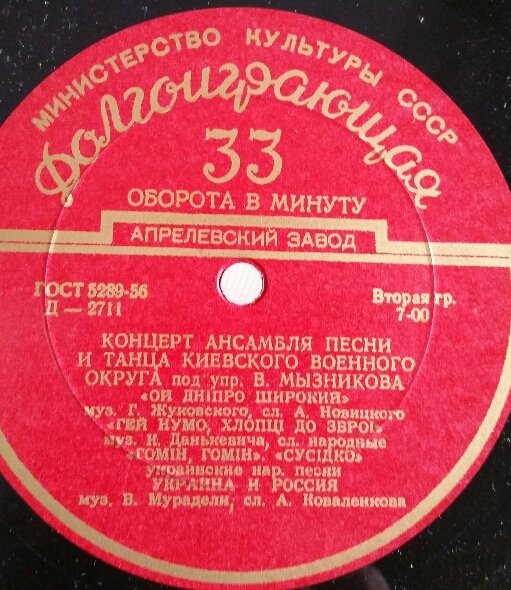 МИНИСТЕРСТВО КУЛЬТУРЫ СССР
Долгоиграющая
33
ОБОРОТА В МИНУТУ
АПРЕЛЕВСКИЙ ЗАВОД
ГОСТ 5289-56
Д — 2711
Вторая гр.
7-00
КОНЦЕРТ АНСАМБЛЯ ПЕСНИ
И ТАНЦА КИЕВСКОГО ВОЕННОГО
ОКРУГА под упр. В. МЫЗНИКОВА
«ОЙ ДНІПРО ШИРОКИЙ»
муз. Г. Жуковского, сл. А. Новицкого
«ГЕЙ НУМО, ХЛОПЦІ ДО ЗБРОЇ»
муз. К. Данькевича, сл. народные
«ГОМІН, ГОМІН». «СУСІДКО»
украинские нар. песни
УКРАИНА И РОССИЯ
муз. В. Мурадели, сл. А. Коваленкова